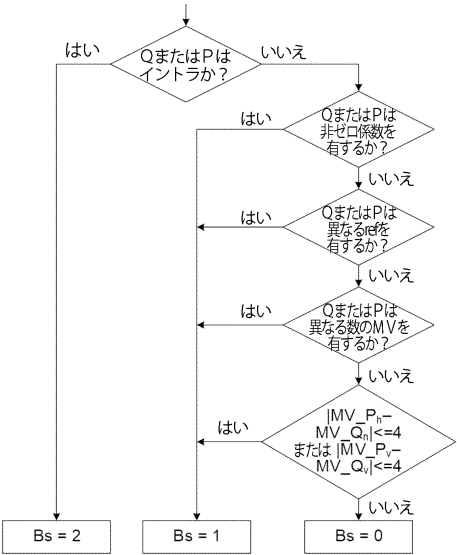 はい
QまたはPは
イントラか？
いいえ
はい
QまたはPは
非ゼロ係数を
有するか？
いいえ
はい
QまたはPは
異なるrefを
有するか？
いいえ
はい
QまたはPは
異なる数のMVを
有するか？
いいえ
はい
|MV_Ph–
MV_Qh|<=4
または |MV_Pv–
MV_Qv|<=4
いいえ
Bs = 2
Bs = 1
Bs = 0